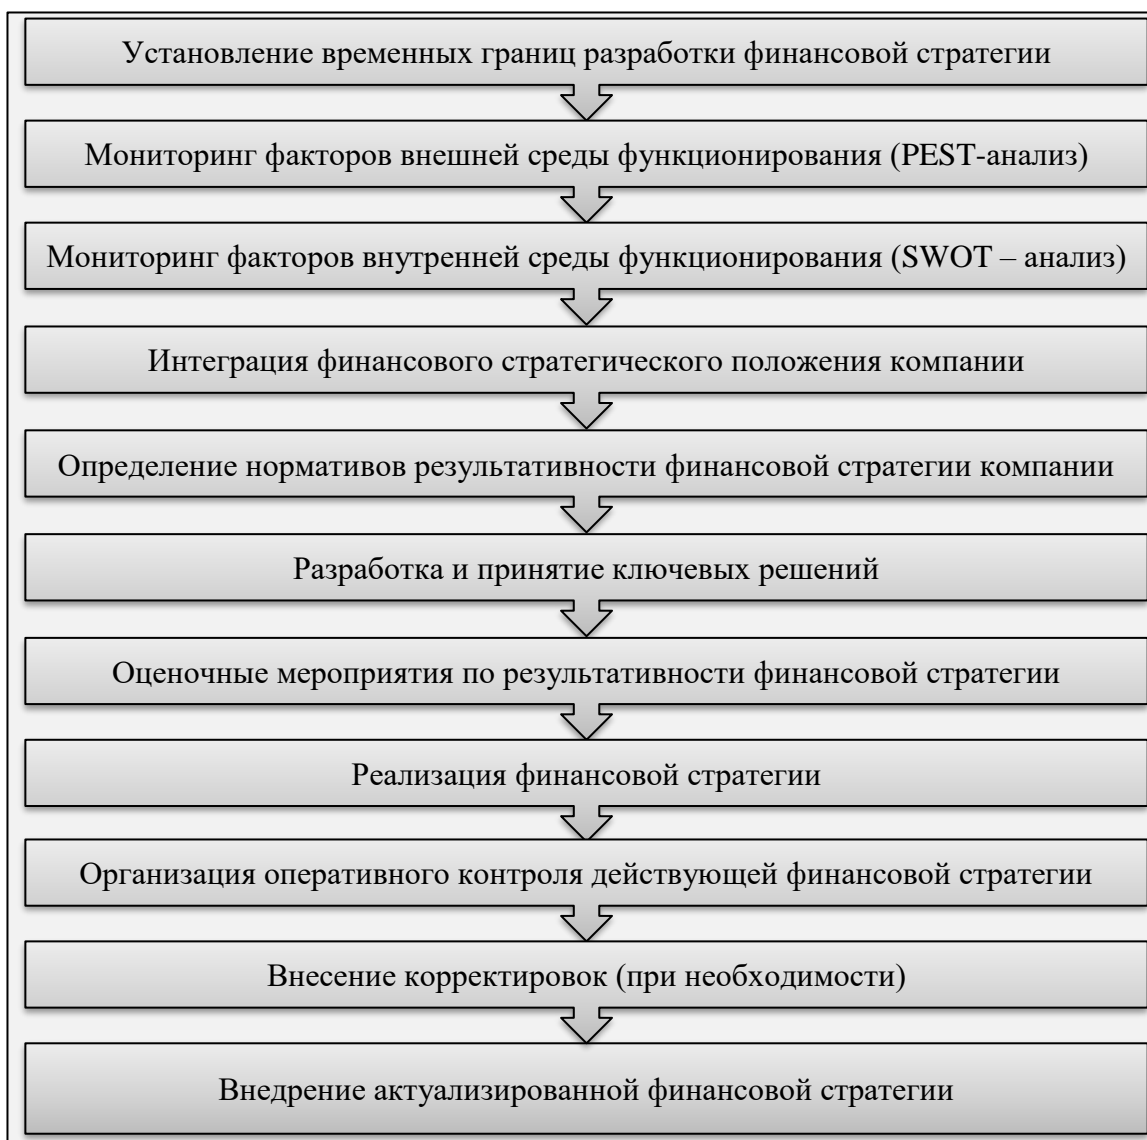 Установление временных границ разработки финансовой стратегии
Мониторинг факторов внешней среды функционирования (PEST-анализ)
Мониторинг факторов внутренней среды функционирования (SWOT – анализ)
Интеграция финансового стратегического положения компании
Определение нормативов результативности финансовой стратегии компании
Разработка и принятие ключевых решений
Оценочные мероприятия по результативности финансовой стратегии
Реализация финансовой стратегии
Организация оперативного контроля действующей финансовой стратегии
Внесение корректировок (при необходимости)
Внедрение актуализированной финансовой стратегии